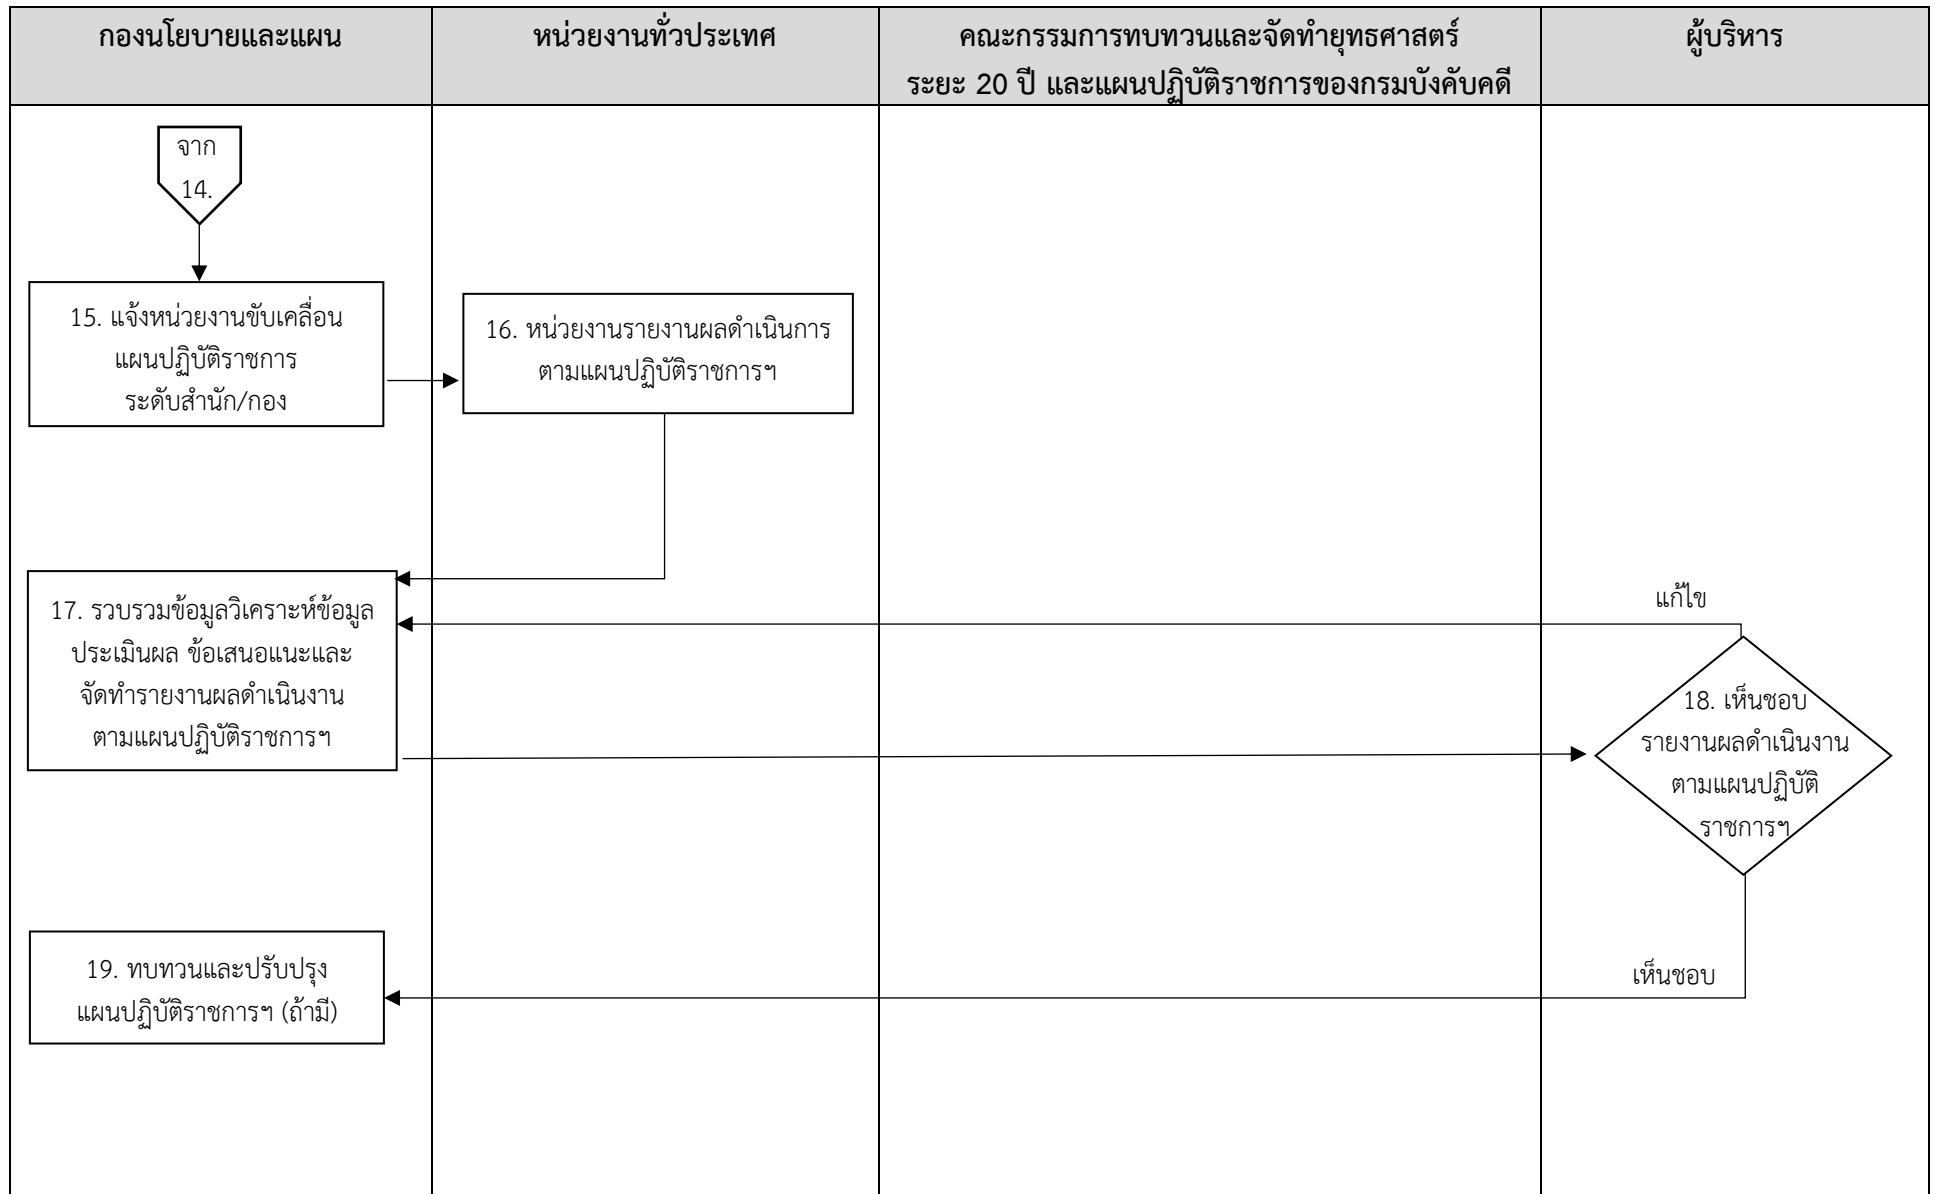 กองนโยบายและแผน
หน่วยงานทั่วประเทศ
คณะกรรมการทบทวนและจัดทำยุทธศาสตร์
ระยะ 20 ปี และแผนปฏิบัติราชการของกรมบังคับคดี
ผู้บริหาร
จาก
14.
15. แจ้งหน่วยงานขับเคลื่อน
แผนปฏิบัติราชการ
ระดับสำนัก/กอง
16. หน่วยงานรายงานผลดำเนินการ
ตามแผนปฏิบัติราชการฯ
17. รวบรวมข้อมูลวิเคราะห์ข้อมูล
ประเมินผล ข้อเสนอแนะและ
จัดทำรายงานผลดำเนินงาน
ตามแผนปฏิบัติราชการฯ
แก้ไข
18. เห็นชอบ
รายงานผลดำเนินงาน
ตามแผนปฏิบัติ
ราชการฯ
19. ทบทวนและปรับปรุง
แผนปฏิบัติราชการฯ (ถ้ามี)
เห็นชอบ